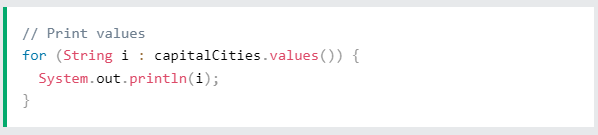 // Print values
for (String i : capitalCities.values()) {
  System.out.println(i);
}